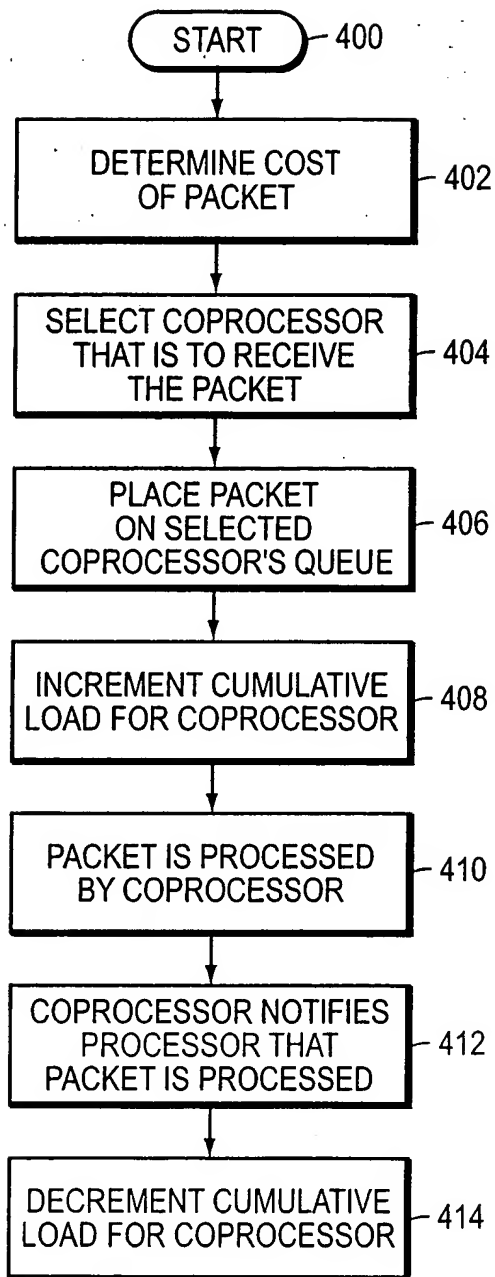 START 400
DETERMINE COST
OF PACKET
402
SELECT COPROCESSOR
THAT IS TO RECEIVE
THE PACKET
404
PLACE PACKET
ON SELECTED
COPROCESSOR'S QUEUE
406
INCREMENT CUMULATIVE
LOAD FOR COPROCESSOR
408
PACKET IS PROCESSED
BY COPROCESSOR
410
COPROCESSOR NOTIFIES
PROCESSOR THAT
PACKET IS PROCESSED
412
DECREMENT CUMULATIVE
LOAD FOR COPROCESSOR
414